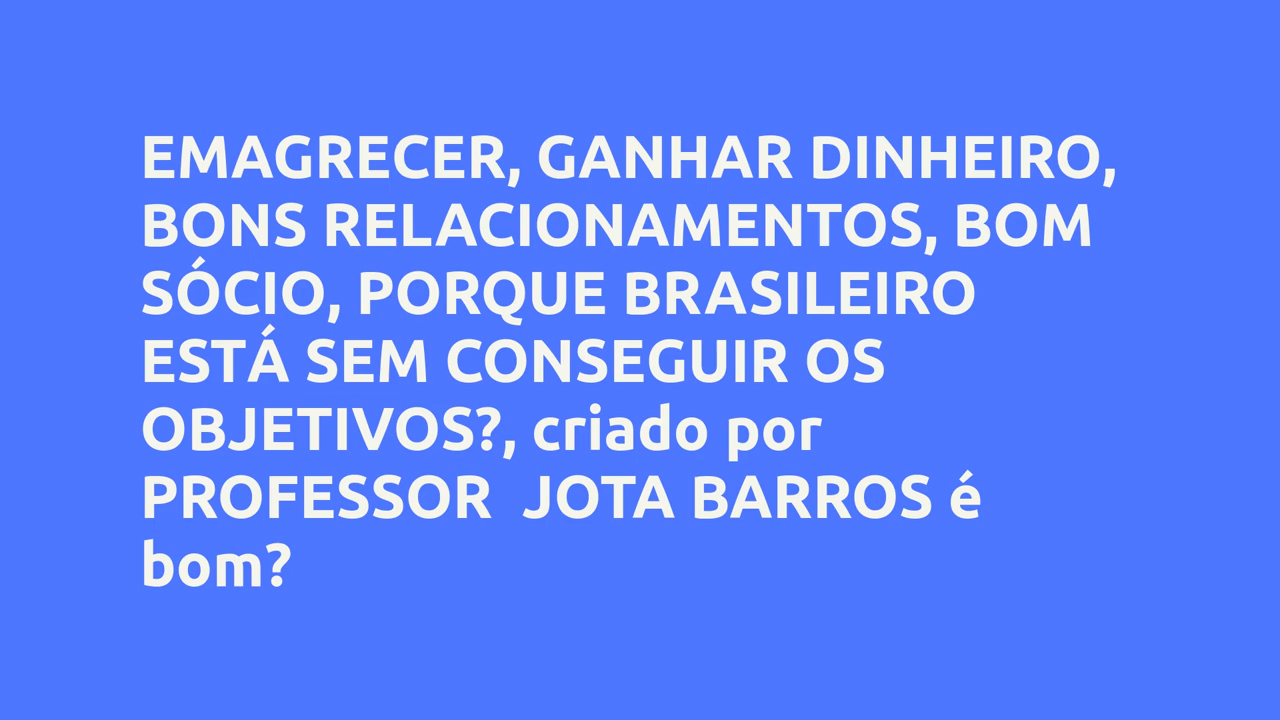 EMAGRECER, GANHAR DINHEIRO,
BONS RELACIONAMENTOS, BOM
SÓCIO, PORQUE BRASILEIRO
ESTÁ SEM CONSEGUIR OS
OBJETIVOS?, criado por
PROFESSOR  JOTA BARROS é
bom?